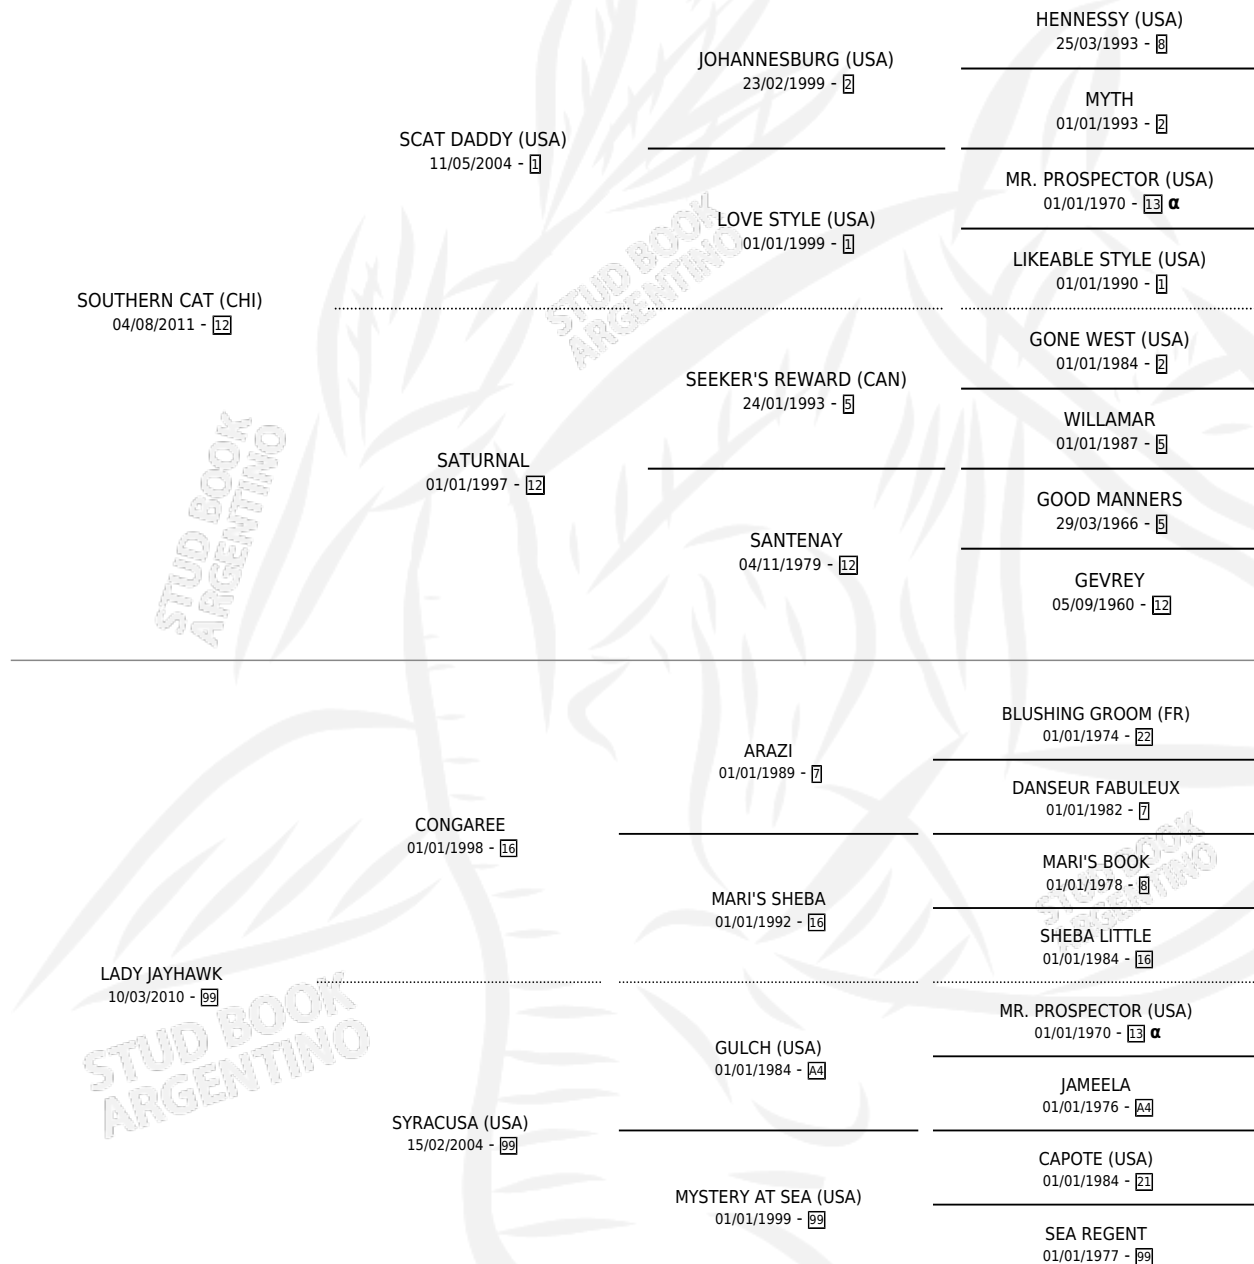 HENNESSY (USA)
25/03/1993 - 8
JOHANNESBURG (USA)
23/02/1999 - 2
MYTH
01/01/1993 - 2
SCAT DADDY (USA)
11/05/2004 - 1
MR. PROSPECTOR (USA)
01/01/1970 - 13 α
LOVE STYLE (USA)
01/01/1999 - 1
LIKEABLE STYLE (USA)
01/01/1990 - 1
SOUTHERN CAT (CHI)
04/08/2011 - 12
GONE WEST (USA)
01/01/1984 - 2
SEEKER'S REWARD (CAN)
24/01/1993 - 5
WILLAMAR
01/01/1987 - 5
SATURNAL
01/01/1997 - 12
GOOD MANNERS
29/03/1966 - 5
SANTENAY
04/11/1979 - 12
GEVREY
05/09/1960 - 12
BLUSHING GROOM (FR)
01/01/1974 - 22
ARAZI
01/01/1989 - 7
DANSEUR FABULEUX
01/01/1982 - 7
CONGAREE
01/01/1998 - 16
MARI'S BOOK
01/01/1978 - 8
MARI'S SHEBA
01/01/1992 - 16
SHEBA LITTLE
01/01/1984 - 16
LADY JAYHAWK
10/03/2010 - 99
MR. PROSPECTOR (USA)
01/01/1970 - 13 α
GULCH (USA)
01/01/1984 - A4
JAMEELA
01/01/1976 - A4
SYRACUSA (USA)
15/02/2004 - 99
CAPOTE (USA)
01/01/1984 - 21
MYSTERY AT SEA (USA)
01/01/1999 - 99
SEA REGENT
01/01/1977 - 99
STUD BOOK
ARGENTINO
STUD BOOK
ARGENTINO
STUD BOOK
ARGENTINO
STUD BOOK
ARGENTINO